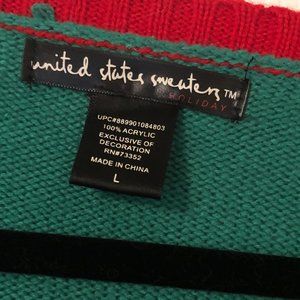 united states sweaters™
HOLIDAY
UPC#889901084803
100% ACRYLIC
EXCLUSIVE OF
DECORATION
RN#73352
MADE IN CHINA
L